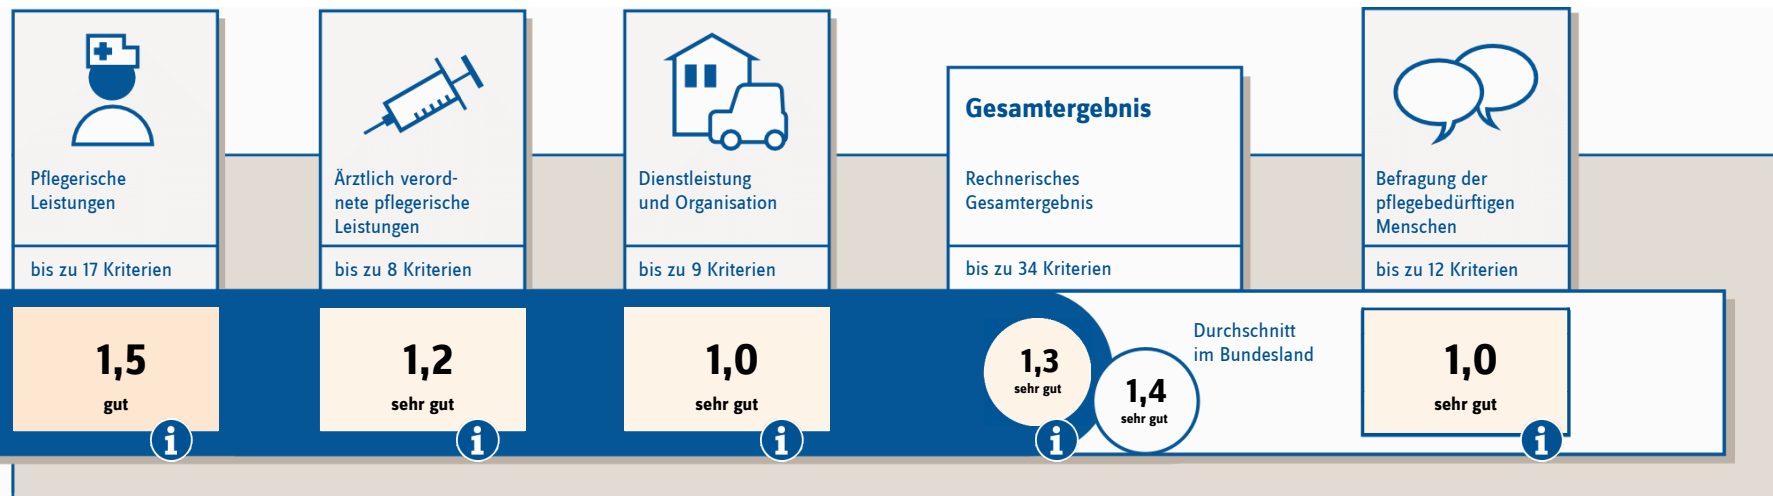 Pflegerische
Leistungen
bis zu 17 Kriterien
1,5
gut
i
Ärztlich verord-
nete pflegerische
Leistungen
bis zu 8 Kriterien
1,2
sehr gut
i
Dienstleistung
und Organisation
bis zu 9 Kriterien
1,0
sehr gut
i
Gesamtergebnis
Rechnerisches
Gesamtergebnis
bis zu 34 Kriterien
1,3
sehr gut
i
1,4
sehr gut
Durchschnitt
im Bundesland
Befragung der
pflegebedürftigen
Menschen
bis zu 12 Kriterien
1,0
sehr gut
i